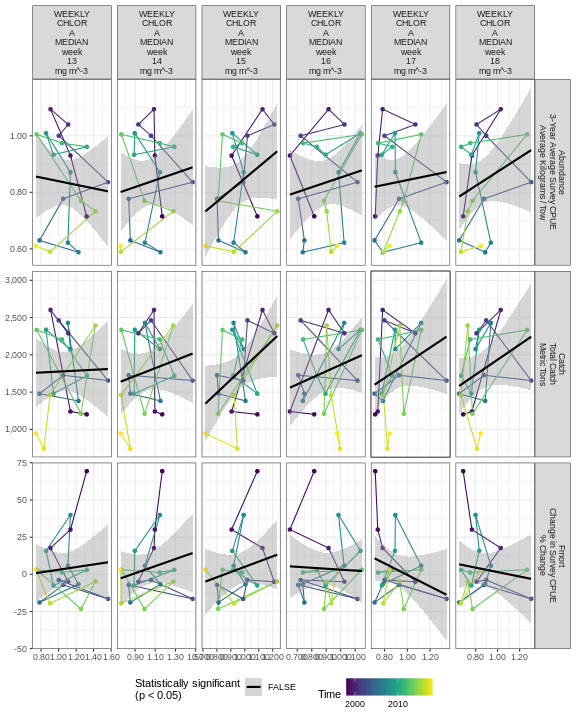 WEEKLY
CHLOR
A
MEDIAN
week
13
mg m^-3
WEEKLY
CHLOR
A
MEDIAN
week
14
mg m^-3
WEEKLY
CHLOR
A
MEDIAN
week
15
mg m^-3
WEEKLY
CHLOR
A
MEDIAN
week
16
mg m^-3
WEEKLY
CHLOR
A
MEDIAN
week
17
mg m^-3
WEEKLY
CHLOR
A
MEDIAN
week
18
mg m^-3
1.00
0.80
0.60
Abundance
3-Year Average Survey CPUE
Average Kilograms / Tow
3,000
2,500
2,000
1,500
1,000
Catch
Total Catch
Metric Tons
75
50
25
0
-25
-50
Fmort
Change in Survey CPUE
% Change
0.80 1.00 1.20 1.40 1.60
0.90 1.10 1.30
0.80 1.00 1.20
0.80 1.00 1.20
Statistically significant
(p < 0.05)
FALSE
Time
2000 2010